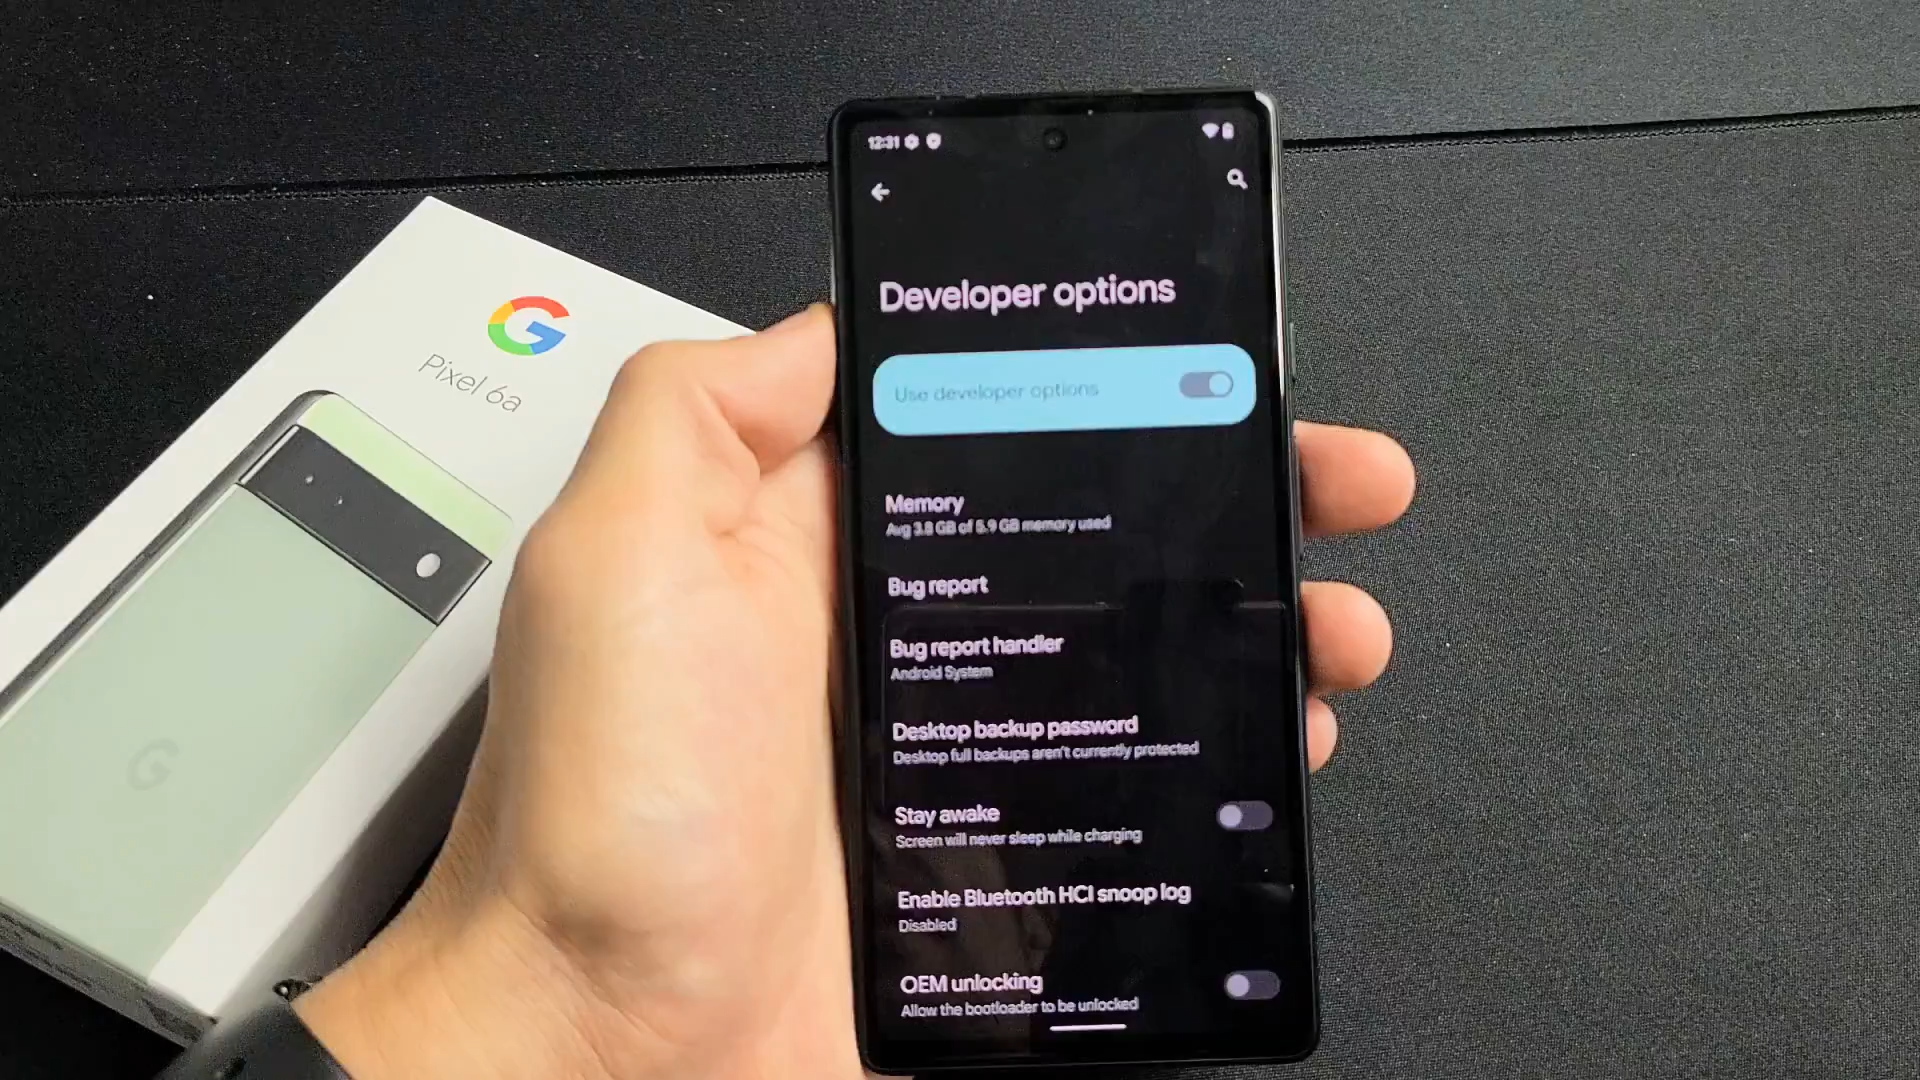 12:31
Developer options
Use developer options
Memory
Avg 3.8 GB of 5.9 GB memory used
Bug report
Bug report handler
Android System
Desktop backup password
Desktop full backups aren't currently protected
Stay awake
Screen will never sleep while charging
Enable Bluetooth HCI snoop log
Disabled
OEM unlocking
Allow the bootloader to be unlocked
G
Pixel 6a
G